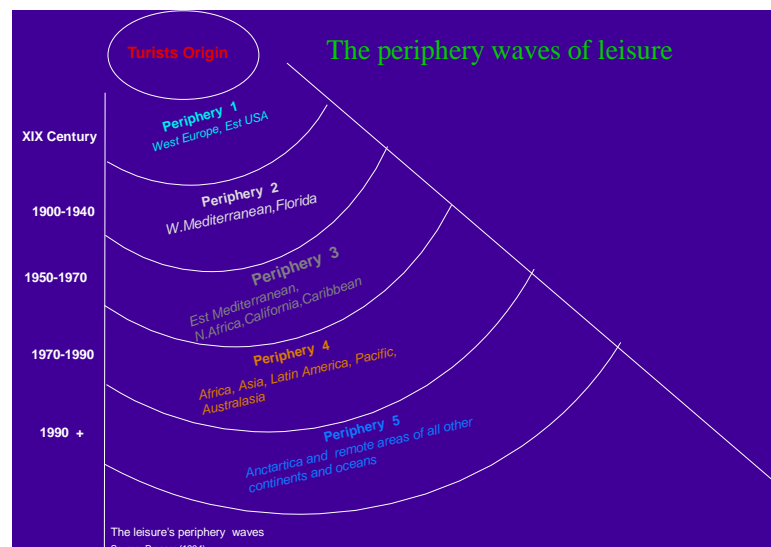 Turists Origin
The periphery waves of leisure
XIX Century
Periphery 1
West Europe, Est USA
1900-1940
Periphery 2
W.Mediterranean,Florida
1950-1970
Periphery 3
Est Mediterranean,
N.Africa,California,Caribbean
1970-1990
Periphery 4
Africa, Asia, Latin America, Pacific,
Australasia
1990 +
Periphery 5
Anctartica and remote areas of all other
continents and oceans
The leisure's periphery waves